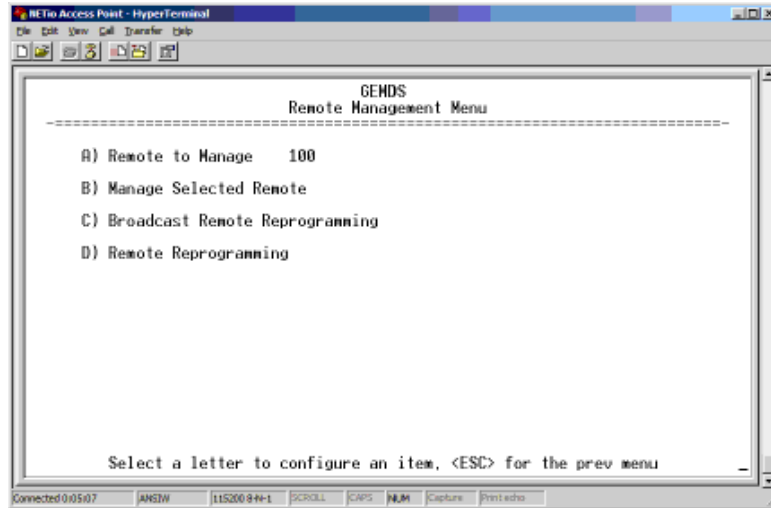 NETio Access Point - HyperTerminal
File Edit View Call Transfer Help
GEMDS
Remote Management Menu
-==========================================================================-
A) Remote to Manage 100
B) Manage Selected Remote
C) Broadcast Remote Reprogramming
D) Remote Reprogramming
Select a letter to configure an item, <ESC> for the prev menu _
Connected 0:05:07 ANSIW 115200 8-N-1 SCROLL CAPS NUM Capture Print echo